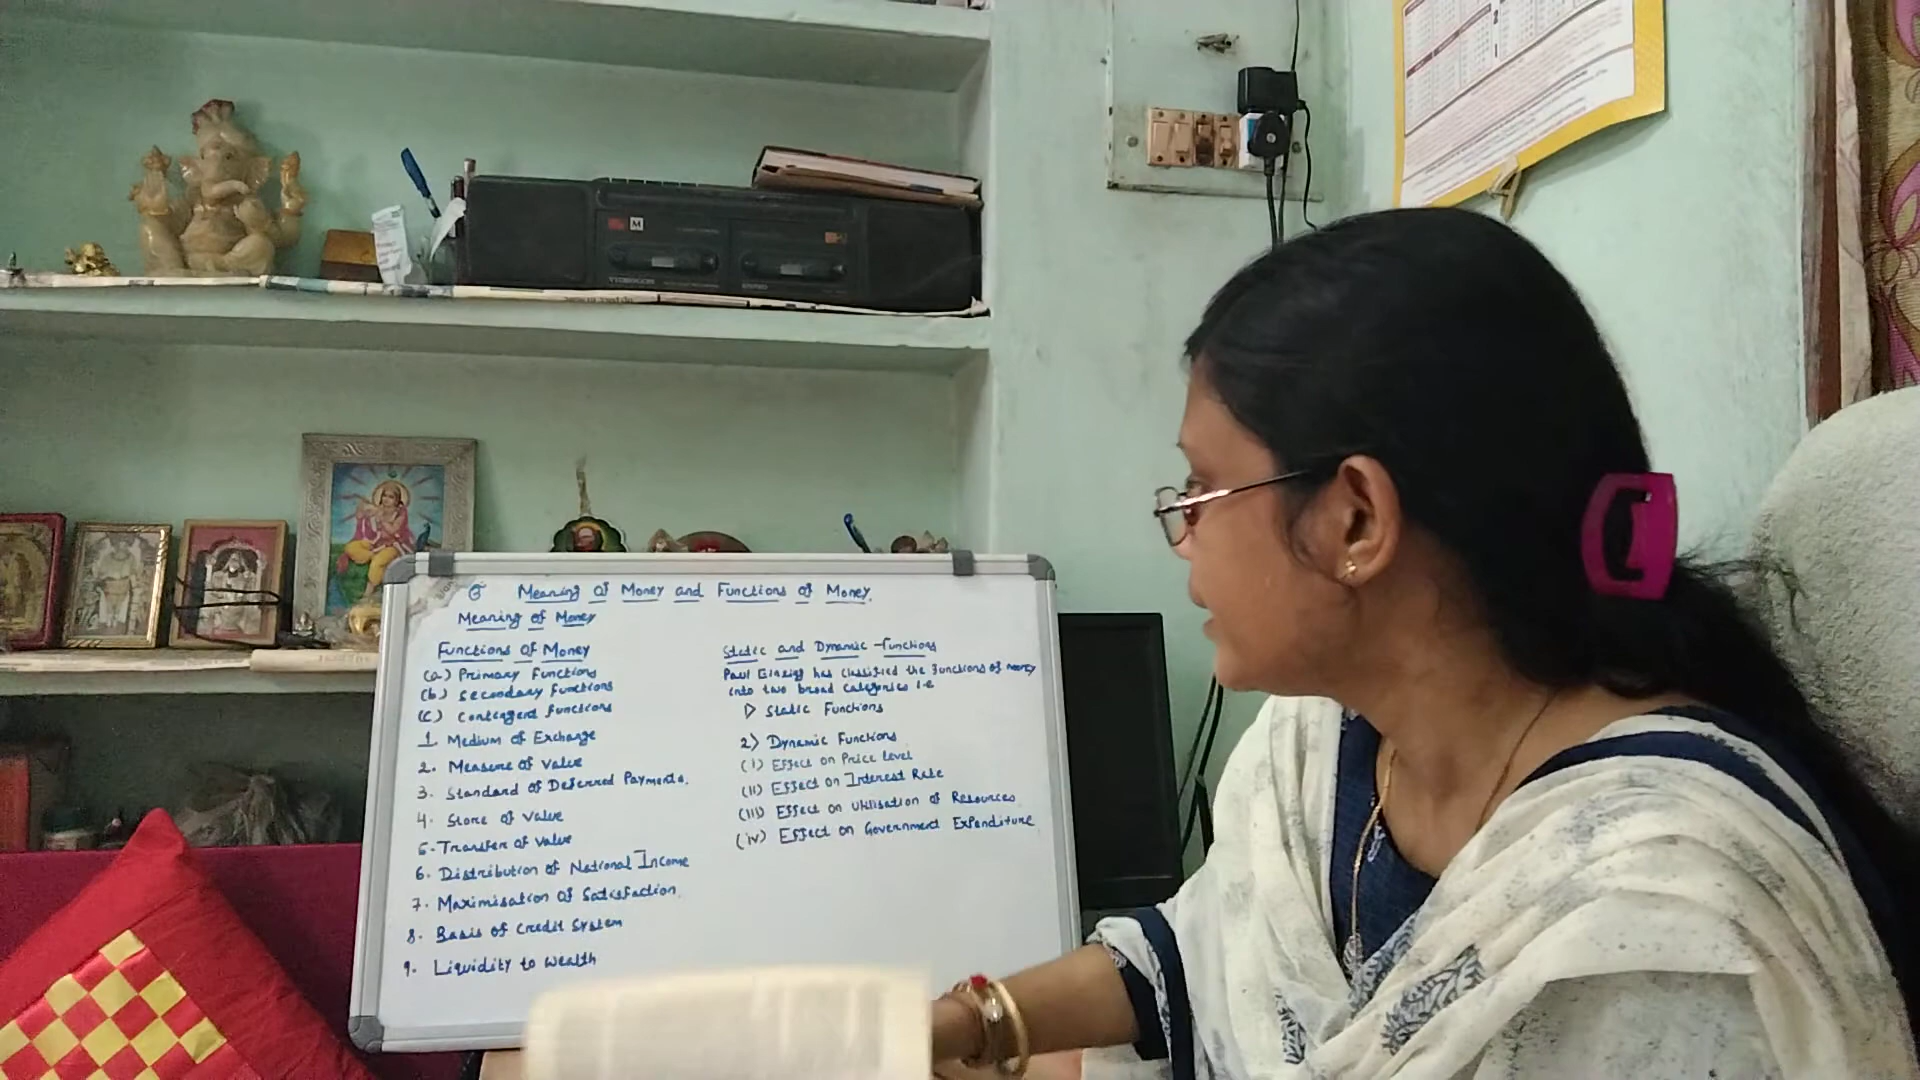 Meaning Of Money and Functions of Money
Meaning of Money
Functions Of Money
(a) Primary Functions
(b) Secondary Functions
(c) Contingent Functions
1. Medium of Exchange
2. Measure of Value
3. Standard of Deferred Payments.
4. Store of Value
5. Transfer of Value
6. Distribution of National Income
7. Maximisation of Satisfaction.
8. Basis of Credit System
9. Liquidity to Wealth
Static and Dynamic Functions
Paul Einzig has classified the Functions of money
into two broad Categories i.e
1> Static Functions
2> Dynamic Functions
(i) Effect on Price Level
(ii) Effect on Interest Rate
(iii) Effect on Utilisation of Resources
(iv) Effect on Government Expenditure